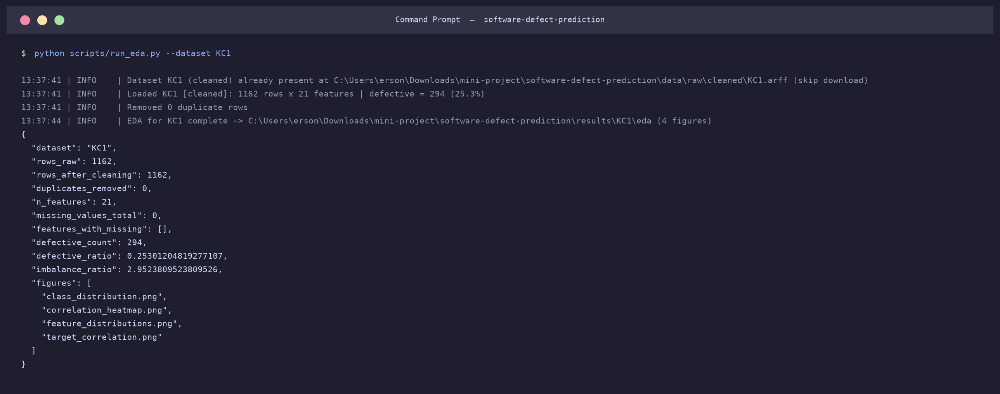 Command Prompt — software-defect-prediction
$ python scripts/run_eda.py --dataset KC1
13:37:41 | INFO    | Dataset KC1 (cleaned) already present at C:\Users\erson\Downloads\mini-project\software-defect-prediction\data\raw\cleaned\KC1.arff (skip download)
13:37:41 | INFO    | Loaded KC1 [cleaned]: 1162 rows x 21 features | defective = 294 (25.3%)
13:37:41 | INFO    | Removed 0 duplicate rows
13:37:44 | INFO    | EDA for KC1 complete -> C:\Users\erson\Downloads\mini-project\software-defect-prediction\results\KC1\eda (4 figures)
{
  "dataset": "KC1",
  "rows_raw": 1162,
  "rows_after_cleaning": 1162,
  "duplicates_removed": 0,
  "n_features": 21,
  "missing_values_total": 0,
  "features_with_missing": [],
  "defective_count": 294,
  "defective_ratio": 0.25301204819277107,
  "imbalance_ratio": 2.9523809523809526,
  "figures": [
    "class_distribution.png",
    "correlation_heatmap.png",
    "feature_distributions.png",
    "target_correlation.png"
  ]
}